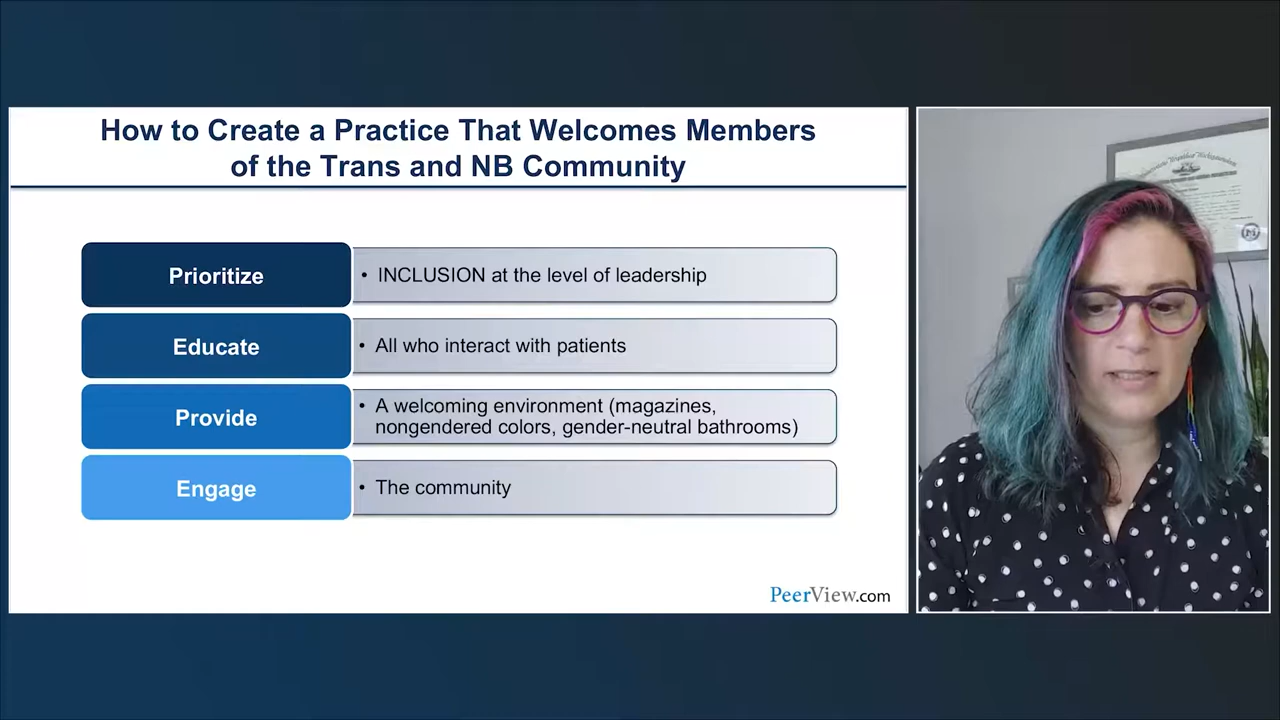 How to Create a Practice That Welcomes Members
of the Trans and NB Community
Prioritize
• INCLUSION at the level of leadership
Educate
• All who interact with patients
Provide
• A welcoming environment (magazines,
nongendered colors, gender-neutral bathrooms)
Engage
• The community
PeerView.com